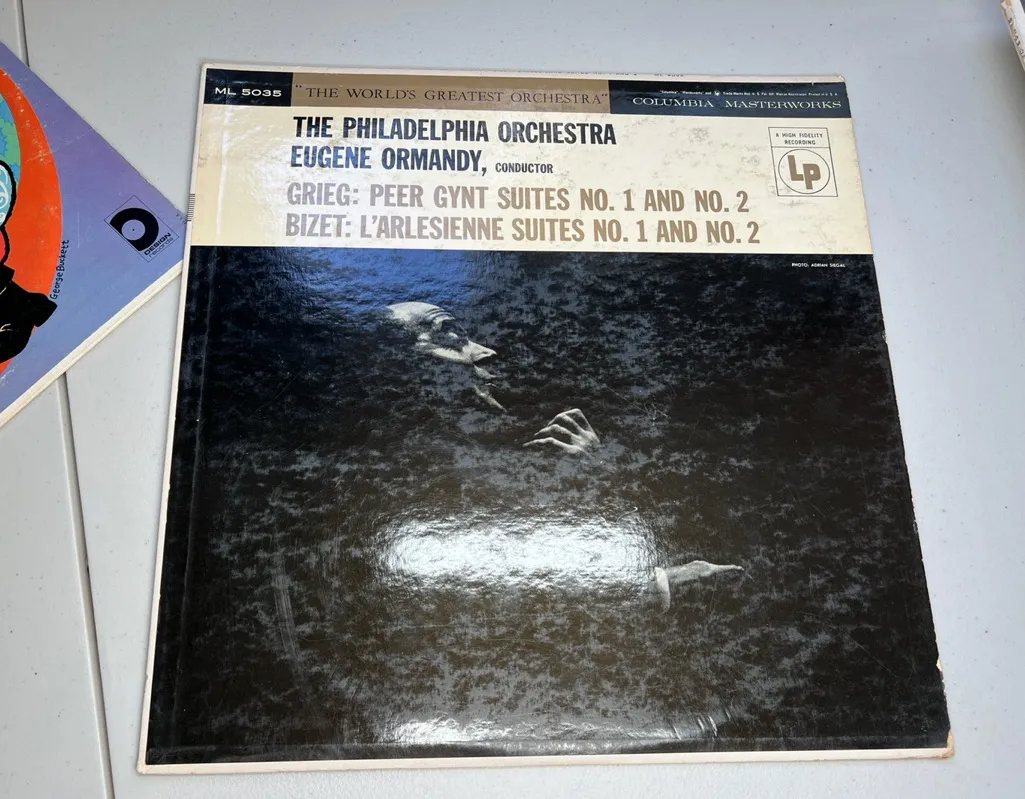 ML 5035
"THE WORLD'S GREATEST ORCHESTRA"
COLUMBIA MASTERWORKS
THE PHILADELPHIA ORCHESTRA
EUGENE ORMANDY, CONDUCTOR
GRIEG: PEER GYNT SUITES NO. 1 AND NO. 2
BIZET: L'ARLESIENNE SUITES NO. 1 AND NO. 2
A HIGH FIDELITY
RECORDING
Lp
PHOTO: ADRIAN SIEGEL
George Buckett
DESIGN
records